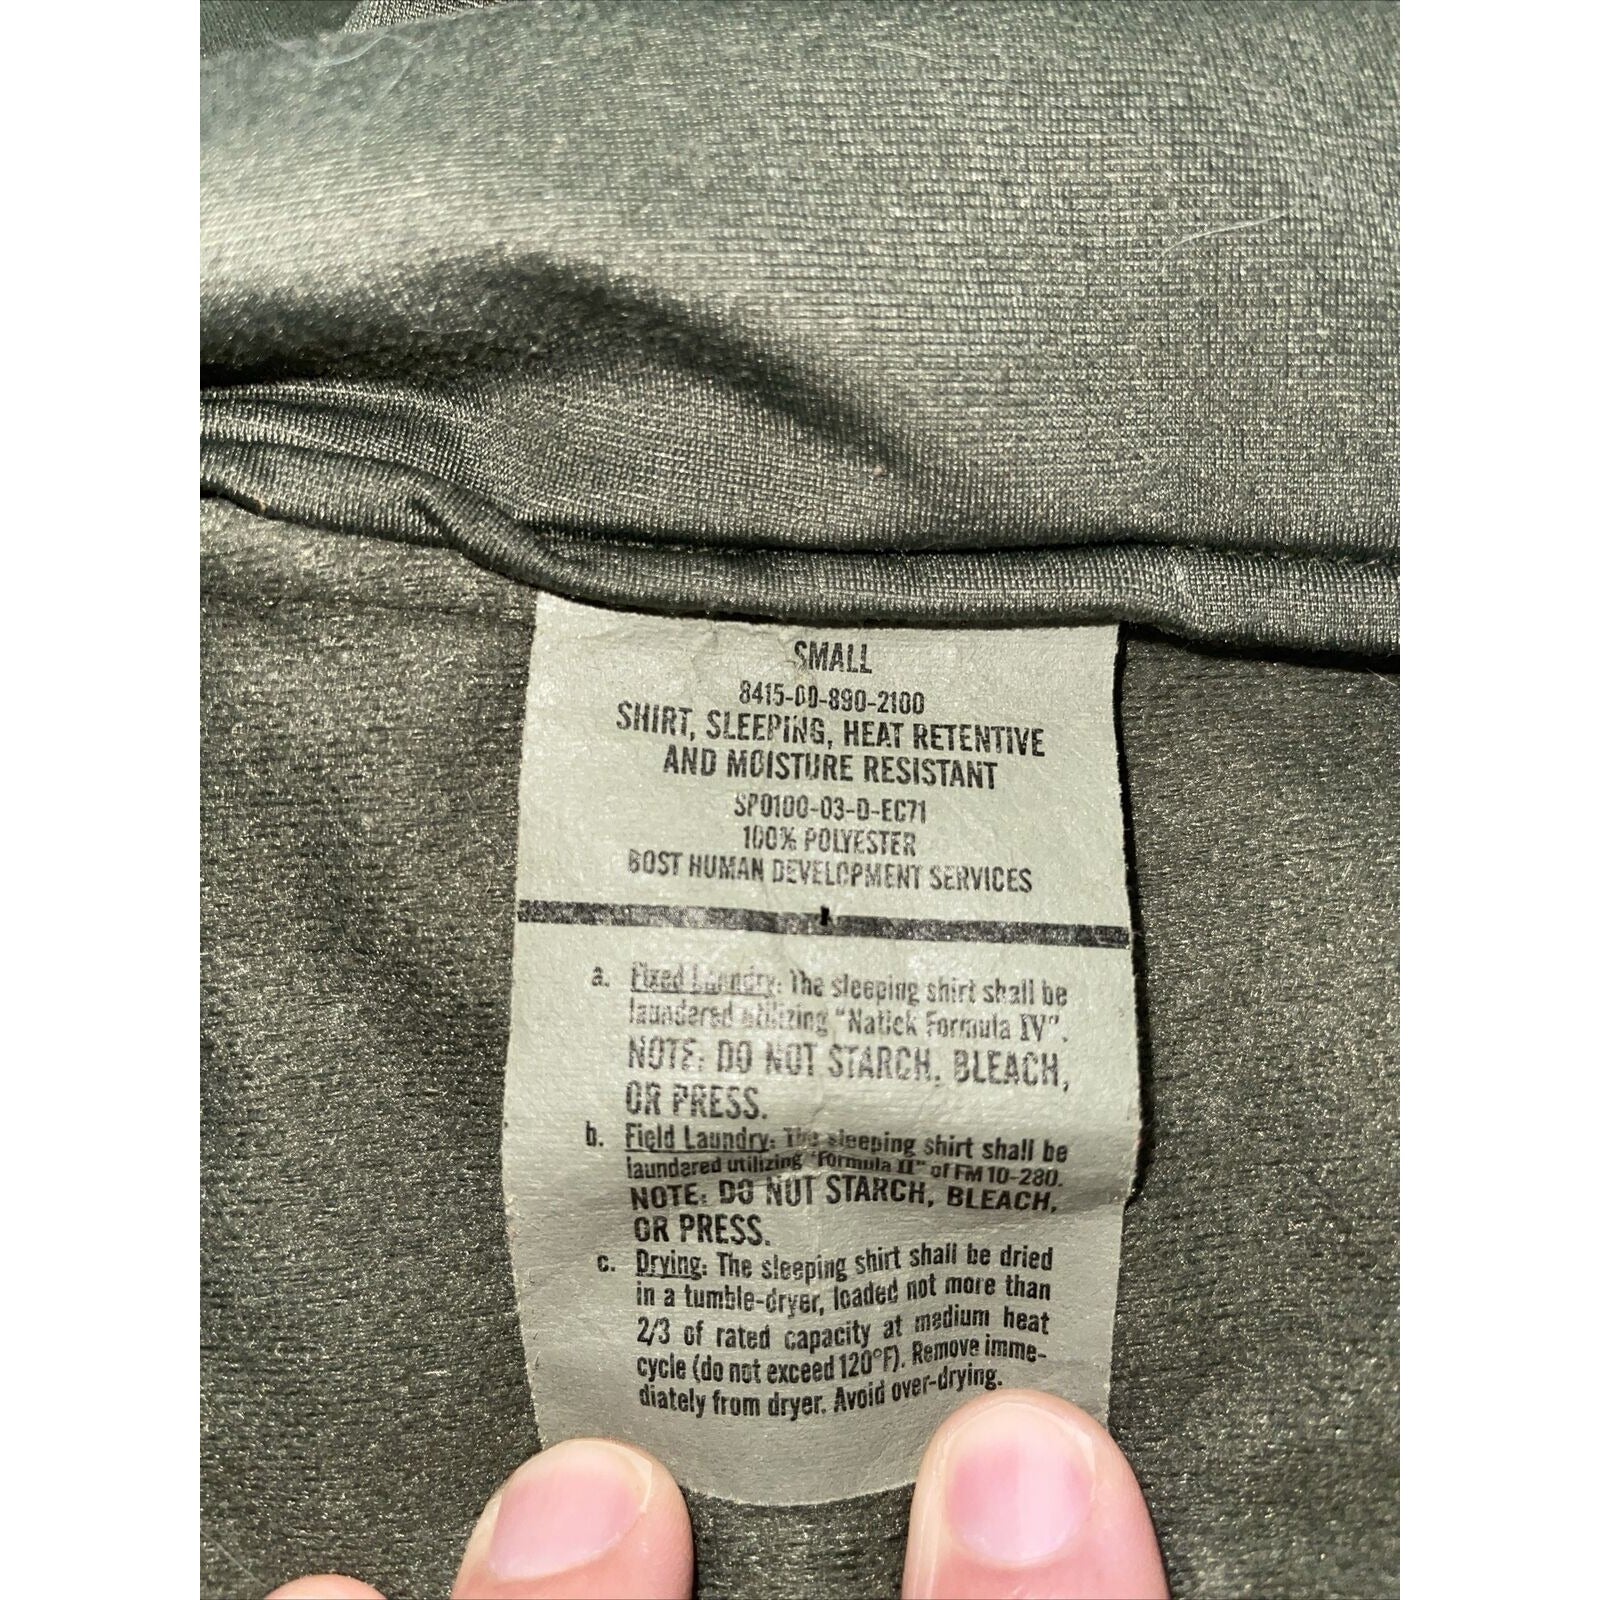 SMALL
8415-00-890-2100
SHIRT, SLEEPING, HEAT RETENTIVE
AND MOISTURE RESISTANT
SP0100-03-D-EC71
100% POLYESTER
BOST HUMAN DEVELOPMENT SERVICES
a. Fixed Laundry: The sleeping shirt shall be
laundered utilizing "Natick Formula IV".
NOTE: DO NOT STARCH, BLEACH,
OR PRESS.
b. Field Laundry: The sleeping shirt shall be
laundered utilizing "Formula II" of FM 10-280.
NOTE: DO NOT STARCH, BLEACH,
OR PRESS.
c. Drying: The sleeping shirt shall be dried
in a tumble-dryer, loaded not more than
2/3 of rated capacity at medium heat
cycle (do not exceed 120°F). Remove imme-
diately from dryer. Avoid over-drying.